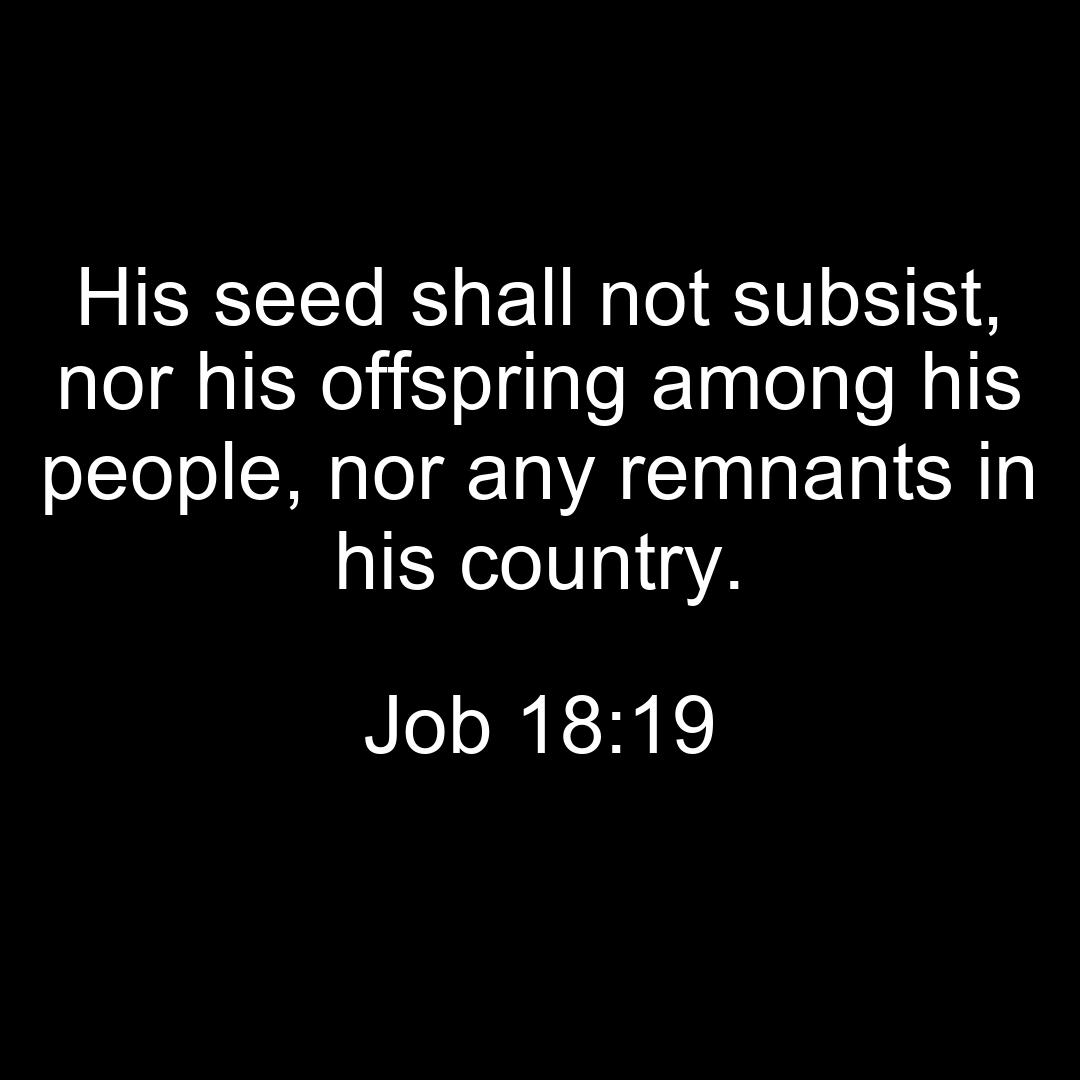 His seed shall not subsist,
nor his offspring among his
people, nor any remnants in
his country.
Job 18:19